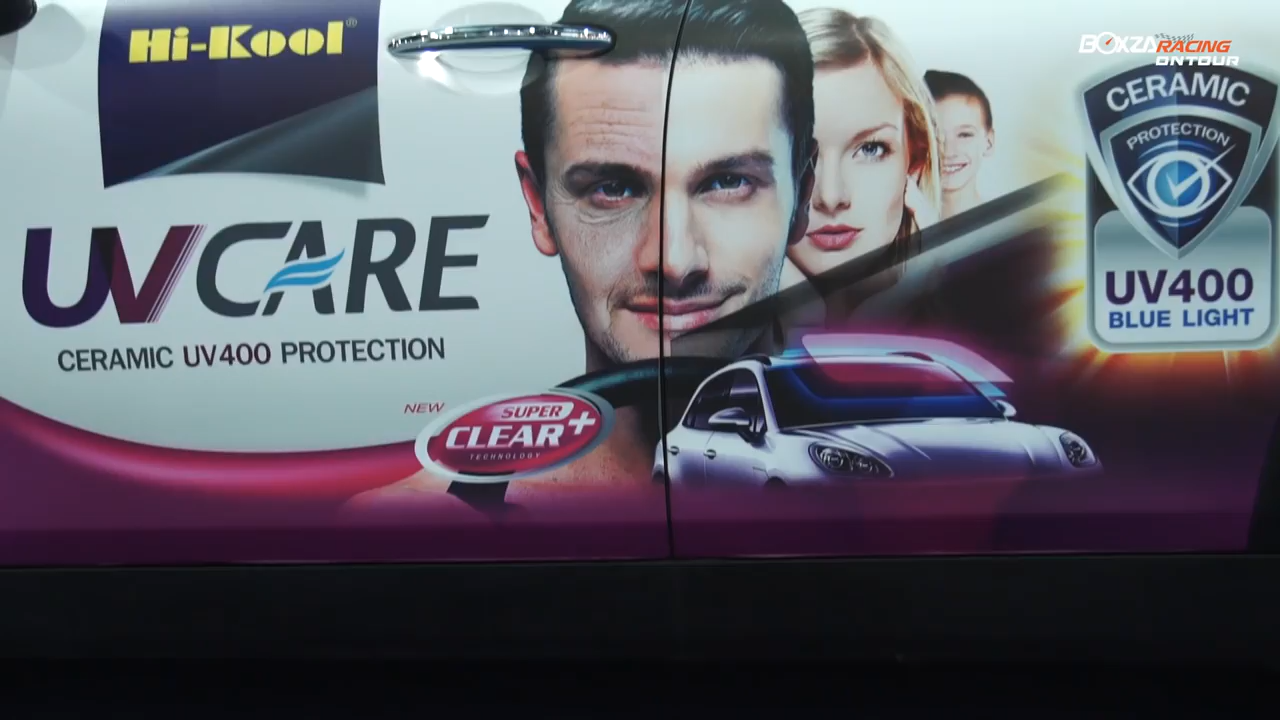 Hi-Kool®
BOXZA RACING
ONTOUR
CERAMIC
PROTECTION
UVCARE
UV400
BLUE LIGHT
CERAMIC UV400 PROTECTION
NEW
SUPER
CLEAR+
TECHNOLOGY